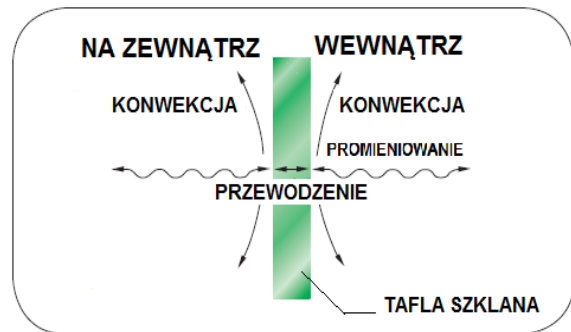 NA ZEWNĄTRZ
WEWNĄTRZ
KONWEKCJA
KONWEKCJA
PROMIENIOWANIE
PRZEWODZENIE
TAFLA SZKLANA